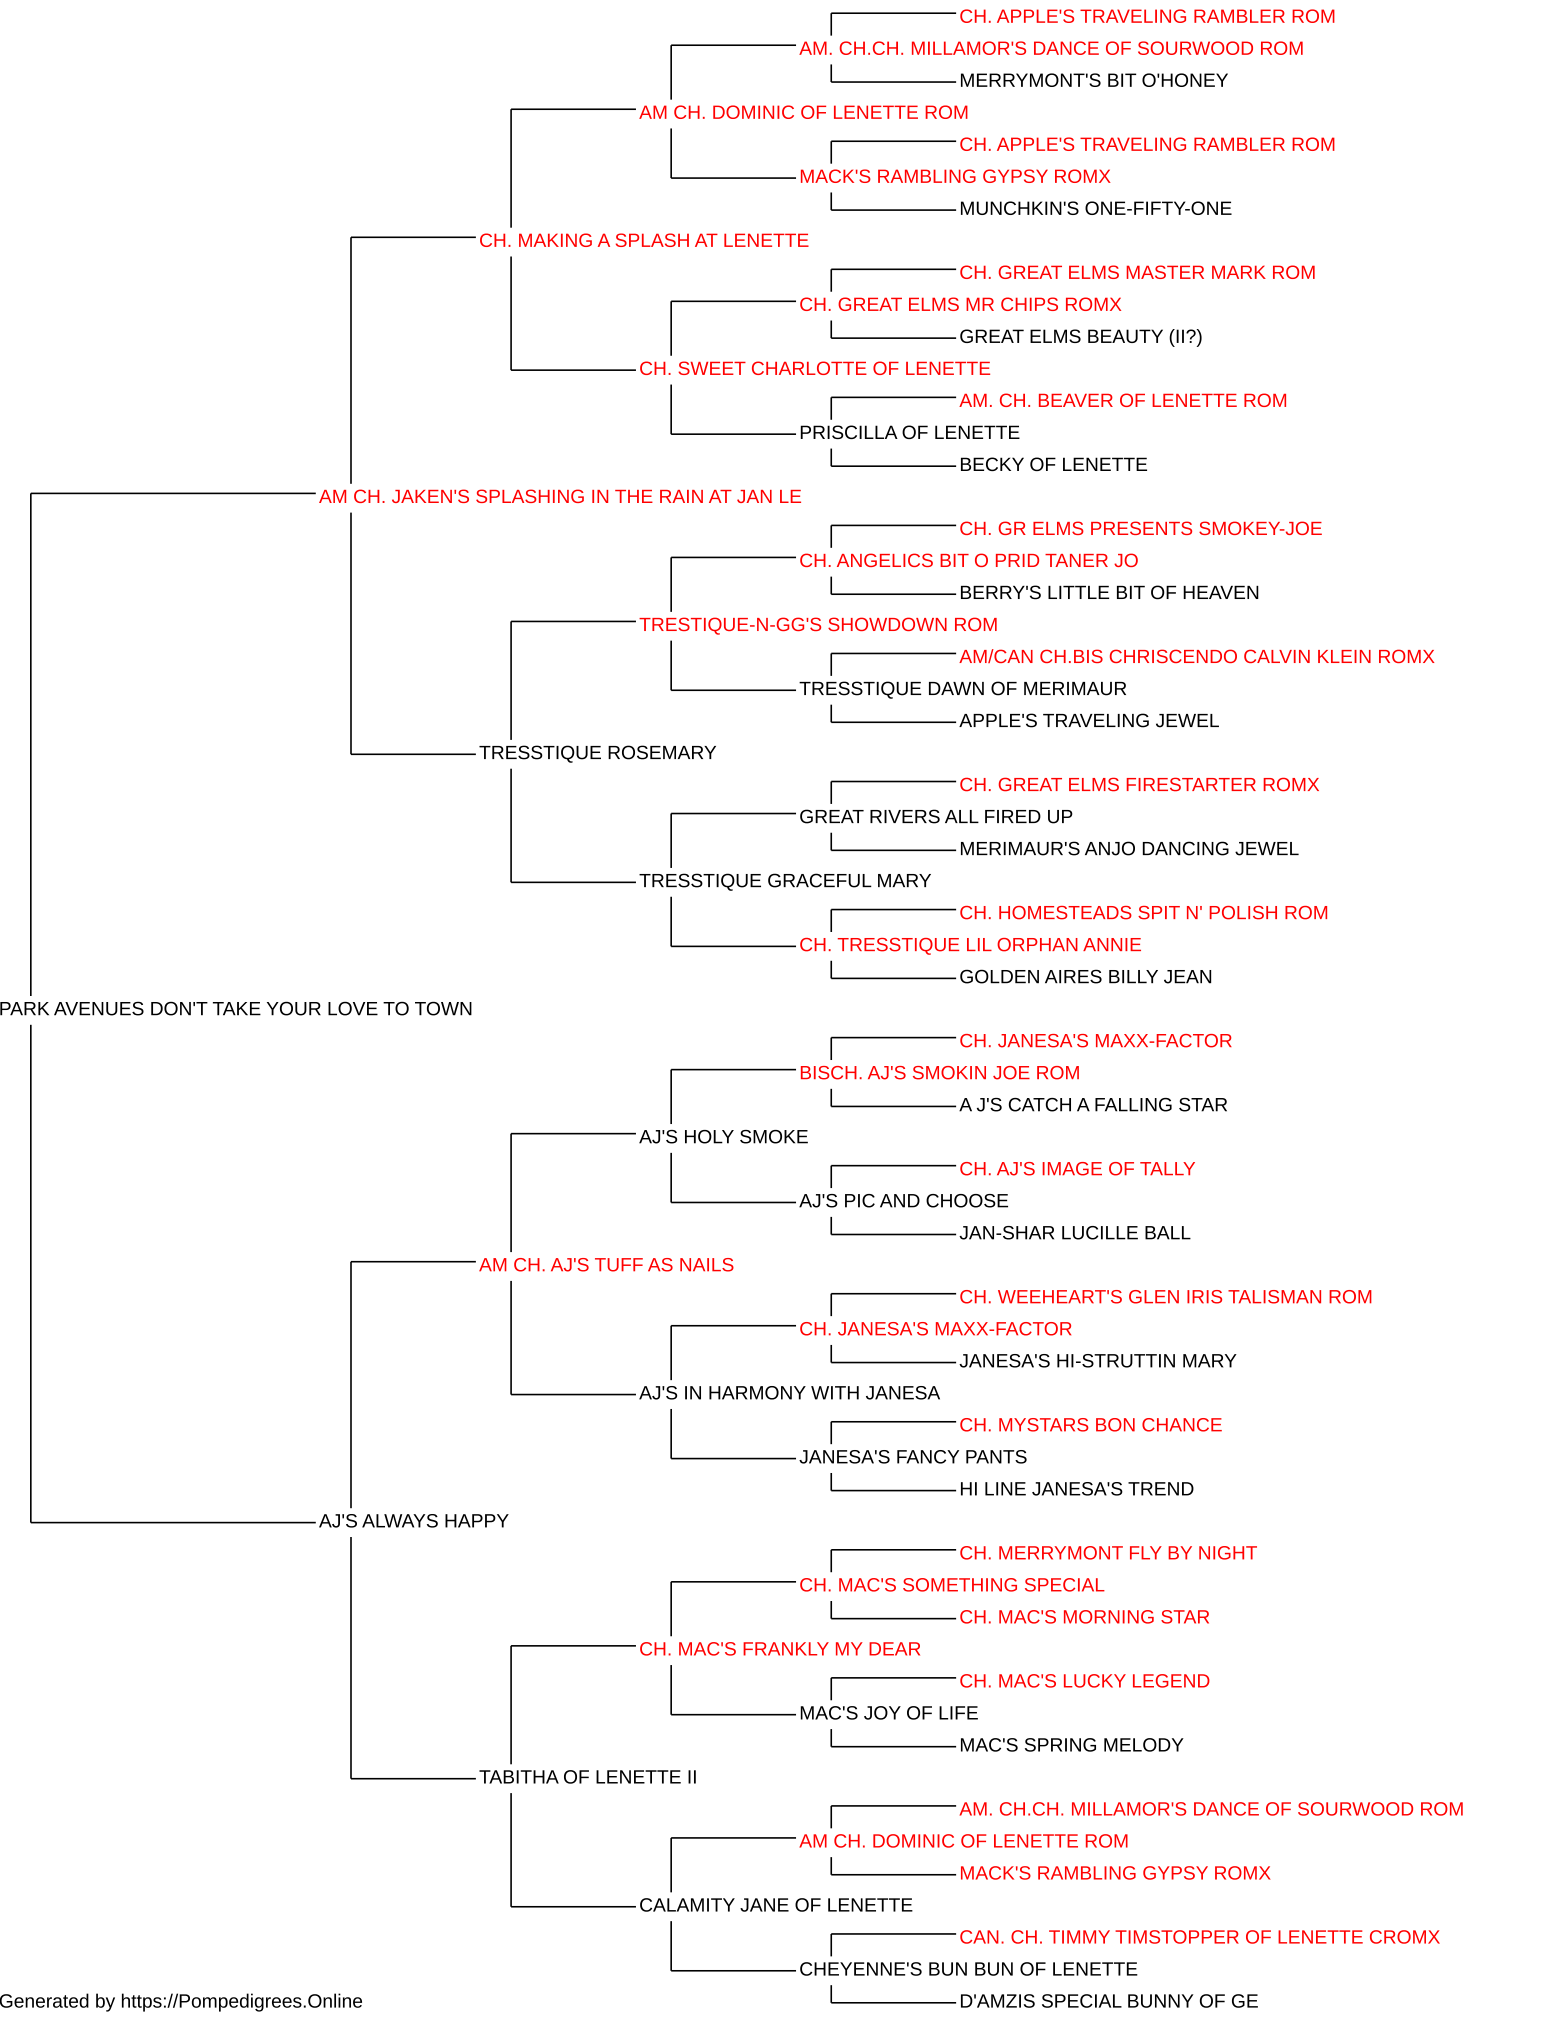 CH. APPLE'S TRAVELING RAMBLER ROM
AM. CH.CH. MILLAMOR'S DANCE OF SOURWOOD ROM
MERRYMONT'S BIT O'HONEY
AM CH. DOMINIC OF LENETTE ROM
CH. APPLE'S TRAVELING RAMBLER ROM
MACK'S RAMBLING GYPSY ROMX
MUNCHKIN'S ONE-FIFTY-ONE
CH. MAKING A SPLASH AT LENETTE
CH. GREAT ELMS MASTER MARK ROM
CH. GREAT ELMS MR CHIPS ROMX
GREAT ELMS BEAUTY (II?)
CH. SWEET CHARLOTTE OF LENETTE
AM. CH. BEAVER OF LENETTE ROM
PRISCILLA OF LENETTE
BECKY OF LENETTE
AM CH. JAKEN'S SPLASHING IN THE RAIN AT JAN LE
CH. GR ELMS PRESENTS SMOKEY-JOE
CH. ANGELICS BIT O PRID TANER JO
BERRY'S LITTLE BIT OF HEAVEN
TRESTIQUE-N-GG'S SHOWDOWN ROM
AM/CAN CH.BIS CHRISCENDO CALVIN KLEIN ROMX
TRESSTIQUE DAWN OF MERIMAUR
APPLE'S TRAVELING JEWEL
TRESSTIQUE ROSEMARY
CH. GREAT ELMS FIRESTARTER ROMX
GREAT RIVERS ALL FIRED UP
MERIMAUR'S ANJO DANCING JEWEL
TRESSTIQUE GRACEFUL MARY
CH. HOMESTEADS SPIT N' POLISH ROM
CH. TRESSTIQUE LIL ORPHAN ANNIE
GOLDEN AIRES BILLY JEAN
PARK AVENUES DON'T TAKE YOUR LOVE TO TOWN
CH. JANESA'S MAXX-FACTOR
BISCH. AJ'S SMOKIN JOE ROM
A J'S CATCH A FALLING STAR
AJ'S HOLY SMOKE
CH. AJ'S IMAGE OF TALLY
AJ'S PIC AND CHOOSE
JAN-SHAR LUCILLE BALL
AM CH. AJ'S TUFF AS NAILS
CH. WEEHEART'S GLEN IRIS TALISMAN ROM
CH. JANESA'S MAXX-FACTOR
JANESA'S HI-STRUTTIN MARY
AJ'S IN HARMONY WITH JANESA
CH. MYSTARS BON CHANCE
JANESA'S FANCY PANTS
HI LINE JANESA'S TREND
AJ'S ALWAYS HAPPY
CH. MERRYMONT FLY BY NIGHT
CH. MAC'S SOMETHING SPECIAL
CH. MAC'S MORNING STAR
CH. MAC'S FRANKLY MY DEAR
CH. MAC'S LUCKY LEGEND
MAC'S JOY OF LIFE
MAC'S SPRING MELODY
TABITHA OF LENETTE II
AM. CH.CH. MILLAMOR'S DANCE OF SOURWOOD ROM
AM CH. DOMINIC OF LENETTE ROM
MACK'S RAMBLING GYPSY ROMX
CALAMITY JANE OF LENETTE
CAN. CH. TIMMY TIMSTOPPER OF LENETTE CROMX
CHEYENNE'S BUN BUN OF LENETTE
D'AMZIS SPECIAL BUNNY OF GE
Generated by https://Pompedigrees.Online